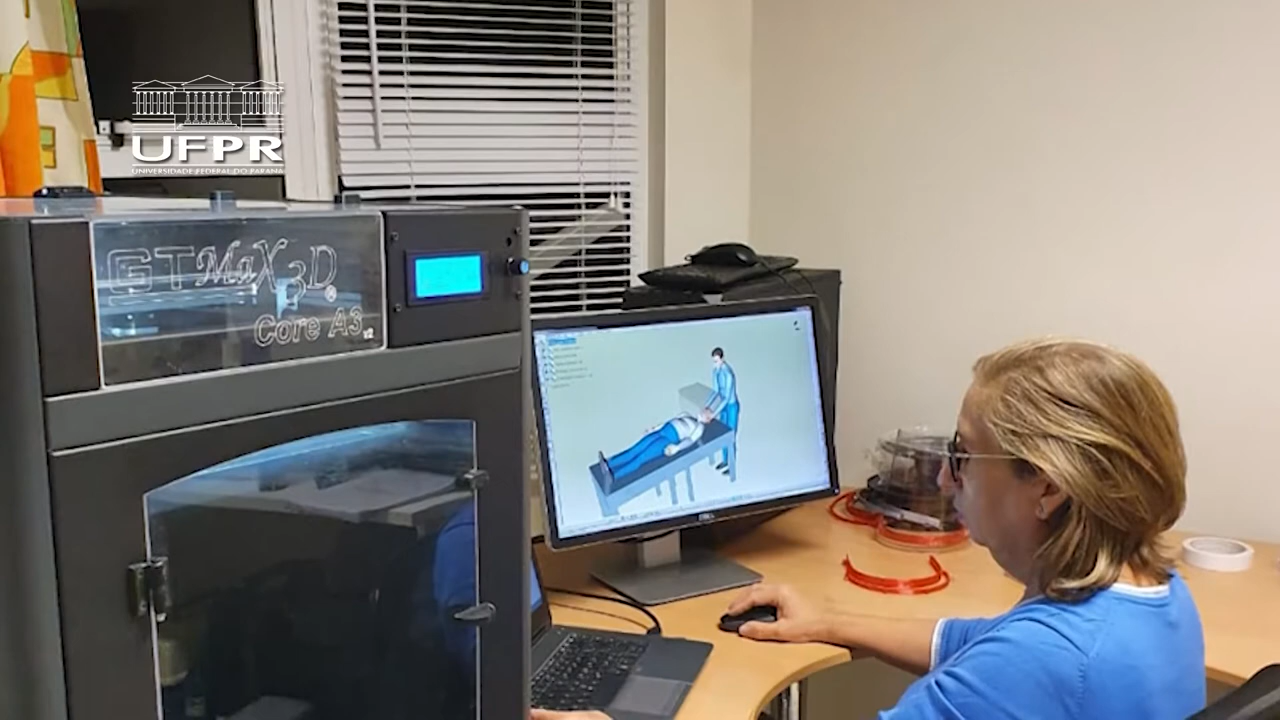 UFPR
UNIVERSIDADE FEDERAL DO PARANÁ
GTMaX3D®
Core A3 v2
DELL